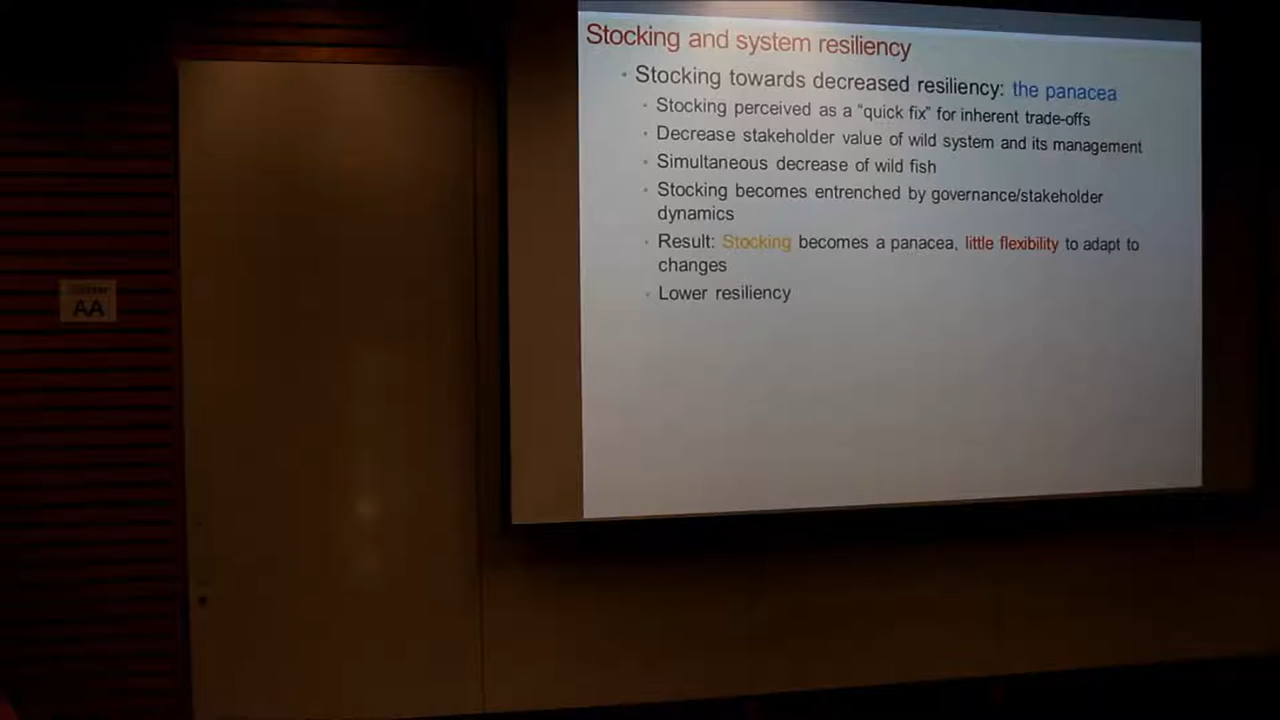 Stocking and system resiliency
• Stocking towards decreased resiliency: the panacea
• Stocking perceived as a “quick fix” for inherent trade-offs
• Decrease stakeholder value of wild system and its management
• Simultaneous decrease of wild fish
• Stocking becomes entrenched by governance/stakeholder
dynamics
• Result: Stocking becomes a panacea, little flexibility to adapt to
changes
• Lower resiliency
AA